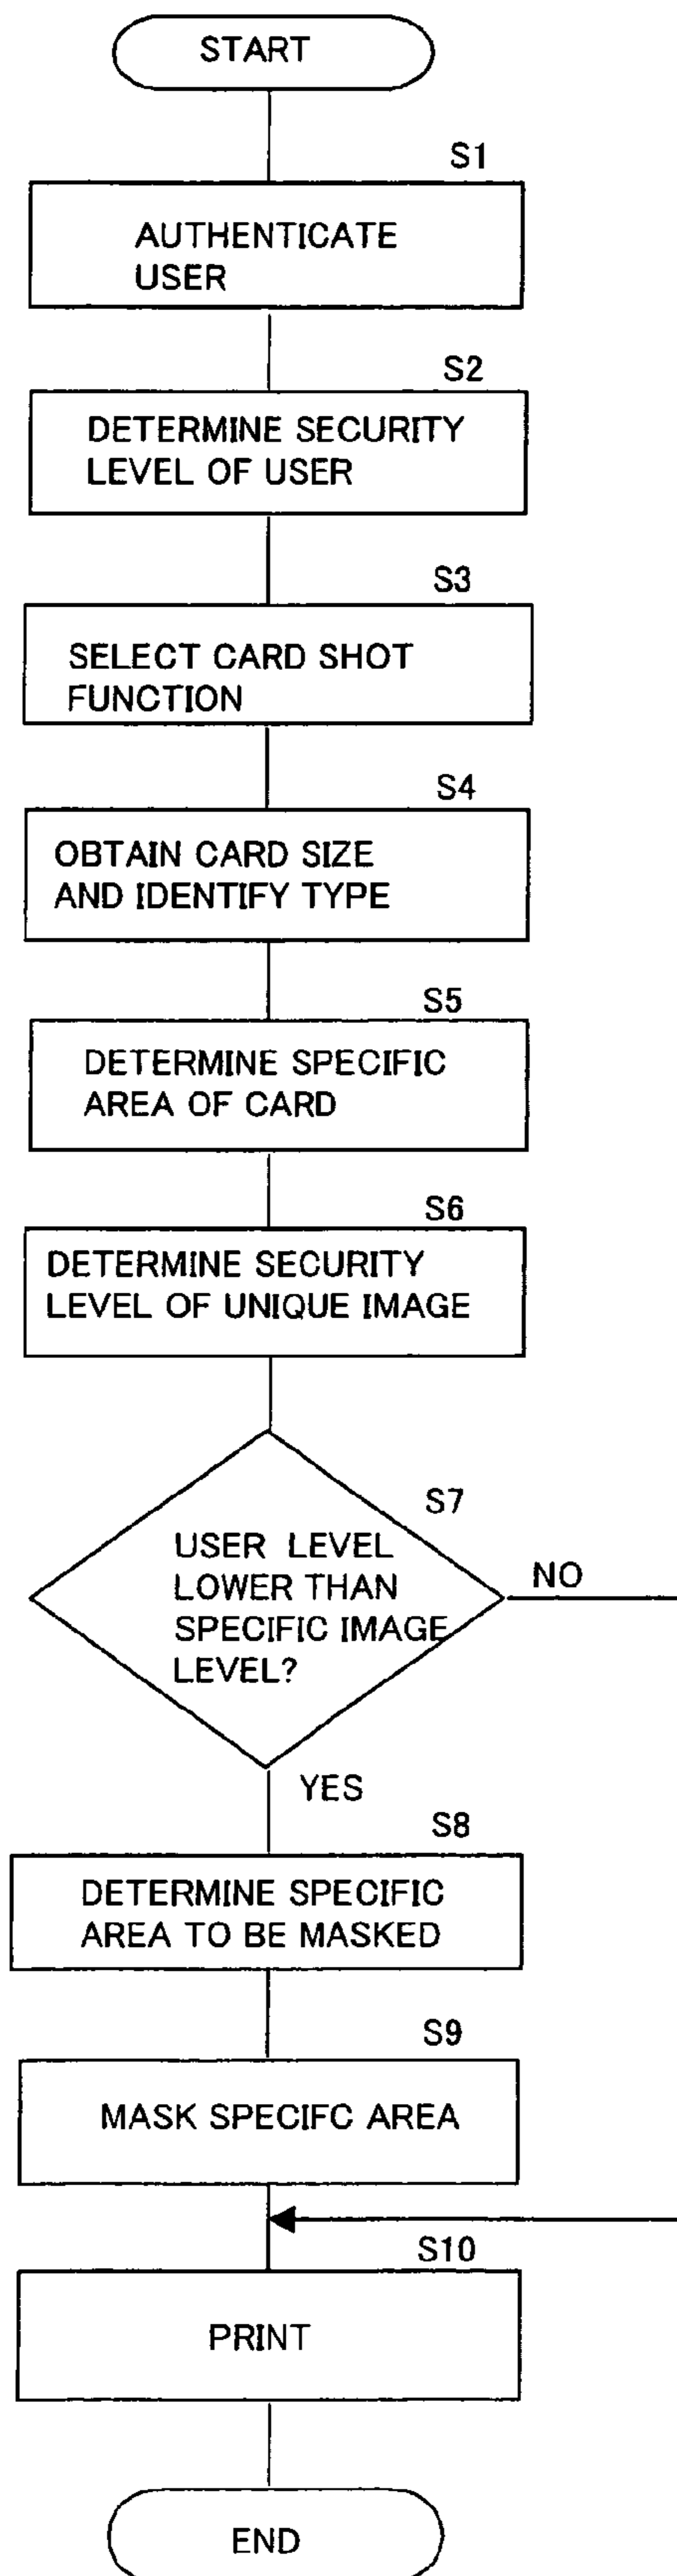 START
S1
AUTHENTICATE
USER
S2
DETERMINE SECURITY
LEVEL OF USER
S3
SELECT CARD SHOT
FUNCTION
S4
OBTAIN CARD SIZE
AND IDENTIFY TYPE
S5
DETERMINE SPECIFIC
AREA OF CARD
S6
DETERMINE SECURITY
LEVEL OF UNIQUE IMAGE
S7
USER LEVEL
LOWER THAN
SPECIFIC IMAGE
LEVEL?
NO
YES
S8
DETERMINE SPECIFIC
AREA TO BE MASKED
S9
MASK SPECIFC AREA
S10
PRINT
END